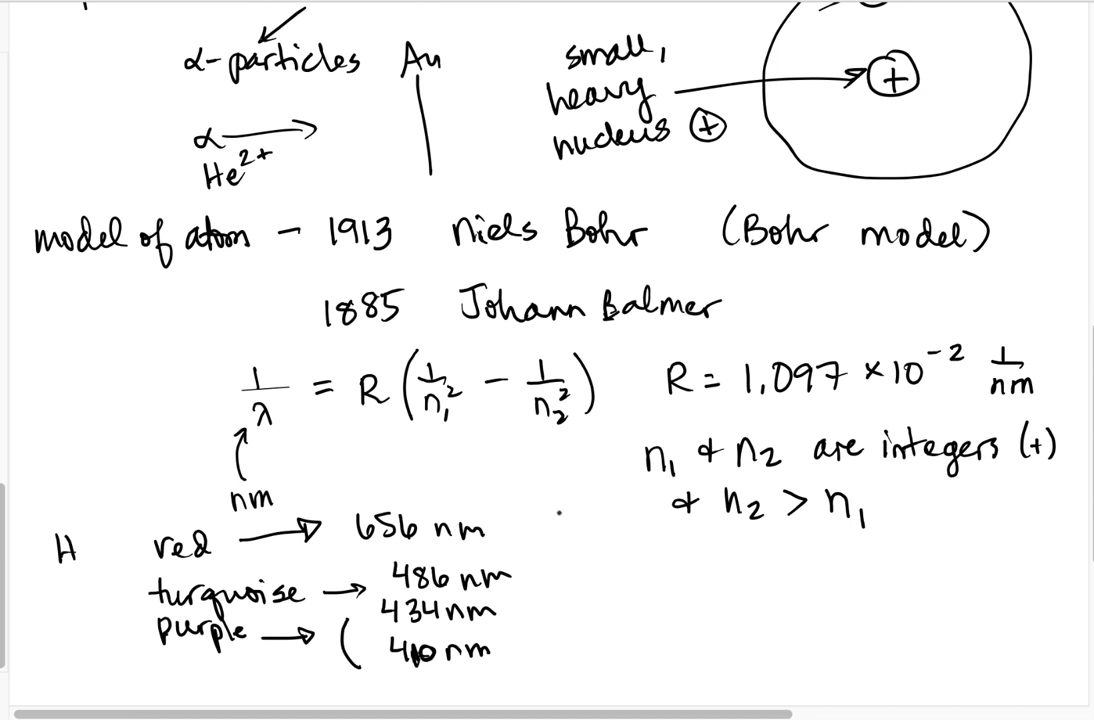 α-particles Au
small,
heavy
nucleus ⊕
+
α
He²⁺
model of atom - 1913 Niels Bohr (Bohr model)
1885 Johann Balmer
1/λ = R (1/n₁² - 1/n₂²) R = 1.097 × 10⁻² 1/nm
nm
n₁ & n₂ are integers (+)
& n₂ > n₁
H red → 656 nm
turquoise → 486 nm
434 nm
purple → ( 410 nm